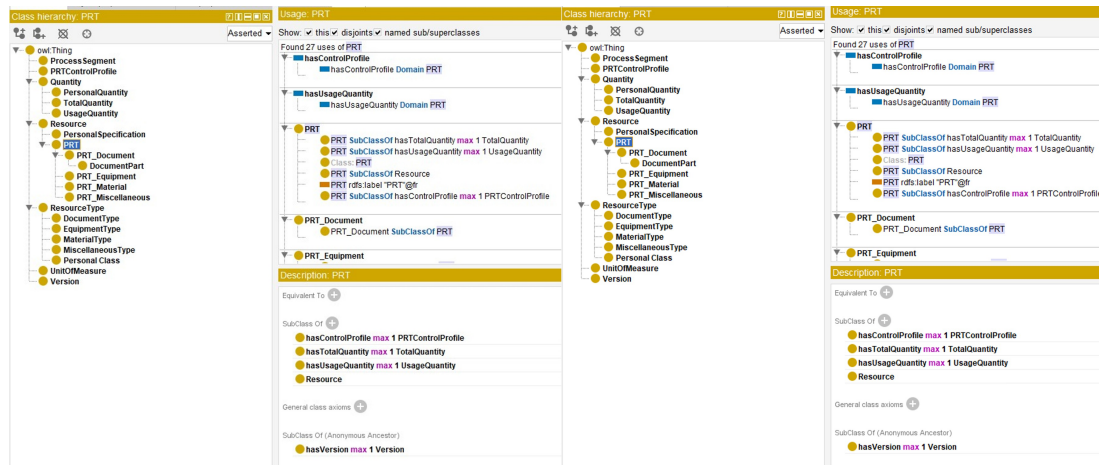 Class hierarchy: PRT
Asserted
owl:Thing
ProcessSegment
PRTControlProfile
Quantity
PersonalQuantity
TotalQuantity
UsageQuantity
Resource
PersonalSpecification
PRT
PRT_Document
DocumentPart
PRT_Equipment
PRT_Material
PRT_Miscellaneous
ResourceType
DocumentType
EquipmentType
MaterialType
MiscellaneousType
Personal Class
UnitOfMeasure
Version
Usage: PRT
Show: this disjoints named sub/superclasses
Found 27 uses of PRT
hasControlProfile
hasControlProfile Domain PRT
hasUsageQuantity
hasUsageQuantity Domain PRT
PRT
PRT SubClassOf hasTotalQuantity max 1 TotalQuantity
PRT SubClassOf hasUsageQuantity max 1 UsageQuantity
Class: PRT
PRT SubClassOf Resource
PRT rdfs:label "PRT"@fr
PRT SubClassOf hasControlProfile max 1 PRTControlProfile
PRT_Document
PRT_Document SubClassOf PRT
PRT_Equipment
Description: PRT
Equivalent To
SubClass Of
hasControlProfile max 1 PRTControlProfile
hasTotalQuantity max 1 TotalQuantity
hasUsageQuantity max 1 UsageQuantity
Resource
General class axioms
SubClass Of (Anonymous Ancestor)
hasVersion max 1 Version
Class hierarchy: PRT
Asserted
owl:Thing
ProcessSegment
PRTControlProfile
Quantity
PersonalQuantity
TotalQuantity
UsageQuantity
Resource
PersonalSpecification
PRT
PRT_Document
DocumentPart
PRT_Equipment
PRT_Material
PRT_Miscellaneous
ResourceType
DocumentType
EquipmentType
MaterialType
MiscellaneousType
Personal Class
UnitOfMeasure
Version
Usage: PRT
Show: this disjoints named sub/superclasses
Found 27 uses of PRT
hasControlProfile
hasControlProfile Domain PRT
hasUsageQuantity
hasUsageQuantity Domain PRT
PRT
PRT SubClassOf hasTotalQuantity max 1 TotalQuantity
PRT SubClassOf hasUsageQuantity max 1 UsageQuantity
Class: PRT
PRT SubClassOf Resource
PRT rdfs:label "PRT"@fr
PRT SubClassOf hasControlProfile max 1 PRTControlProfile
PRT_Document
PRT_Document SubClassOf PRT
PRT_Equipment
Description: PRT
Equivalent To
SubClass Of
hasControlProfile max 1 PRTControlProfile
hasTotalQuantity max 1 TotalQuantity
hasUsageQuantity max 1 UsageQuantity
Resource
General class axioms
SubClass Of (Anonymous Ancestor)
hasVersion max 1 Version